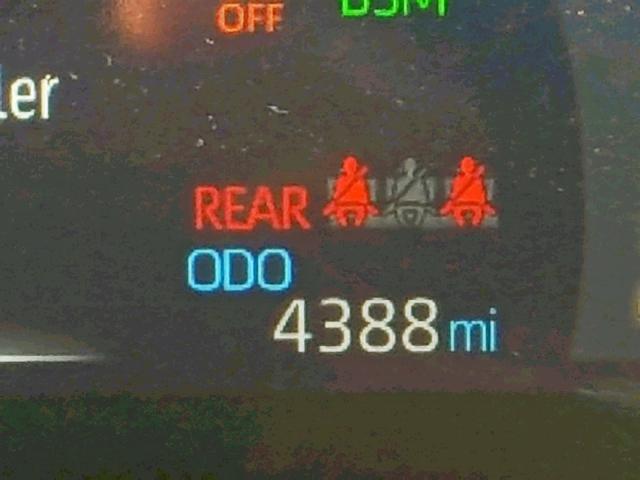 OFF BSM
ler
REAR
ODO
4388 mi